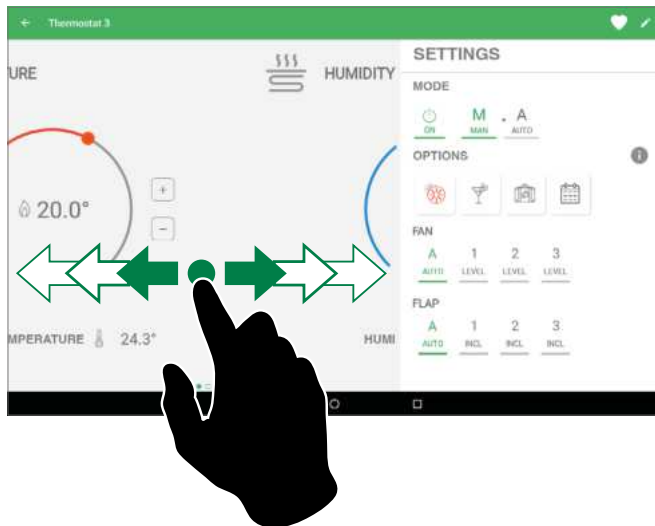 Thermostat 3
URE
HUMIDITY
20.0°
+
−
MPERATURE 24.3°
HUMI
SETTINGS
MODE
ON
M
MAN
A
AUTO
OPTIONS
i
FAN
A 1 2 3
AUTO LEVEL LEVEL LEVEL
FLAP
A 1 2 3
AUTO INCL. INCL. INCL.